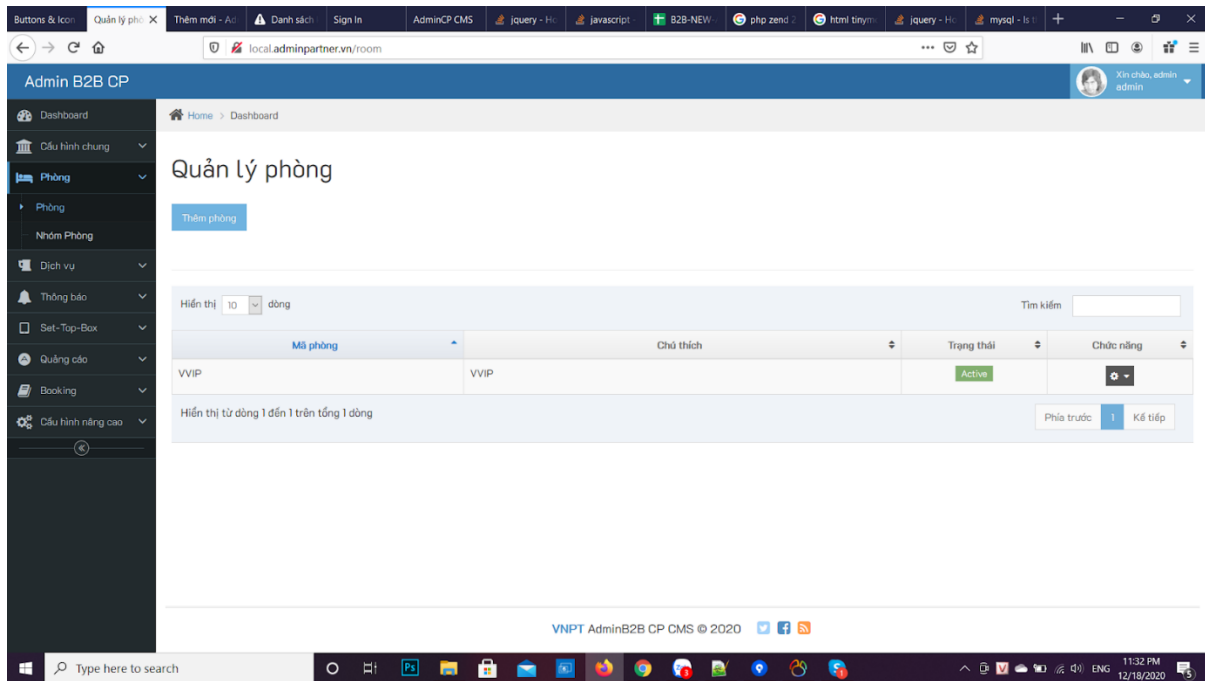 Buttons & Icon
Quản lý phò
Thêm mới - Ad
Danh sách
Sign In
AdminCP CMS
jquery - Ho
javascript -
B2B-NEW-
php zend 2
html tinym
jquery - Ho
mysql - Is t
local.adminpartner.vn/room
Admin B2B CP
Xin chào, admin
admin
Dashboard
Home > Dashboard
Cấu hình chung
Phòng
Phòng
Nhóm Phòng
Dịch vụ
Thông báo
Set-Top-Box
Quảng cáo
Booking
Cấu hình nâng cao
Quản lý phòng
Thêm phòng
Hiển thị 10 dòng
Tìm kiếm
Mã phòng Chú thích Trạng thái Chức năng
VVIP VVIP Active
Hiển thị từ dòng 1 đến 1 trên tổng 1 dòng
Phía trước 1 Kế tiếp
VNPT AdminB2B CP CMS © 2020
Type here to search
Ps
V
ENG
11:32 PM
12/18/2020
5